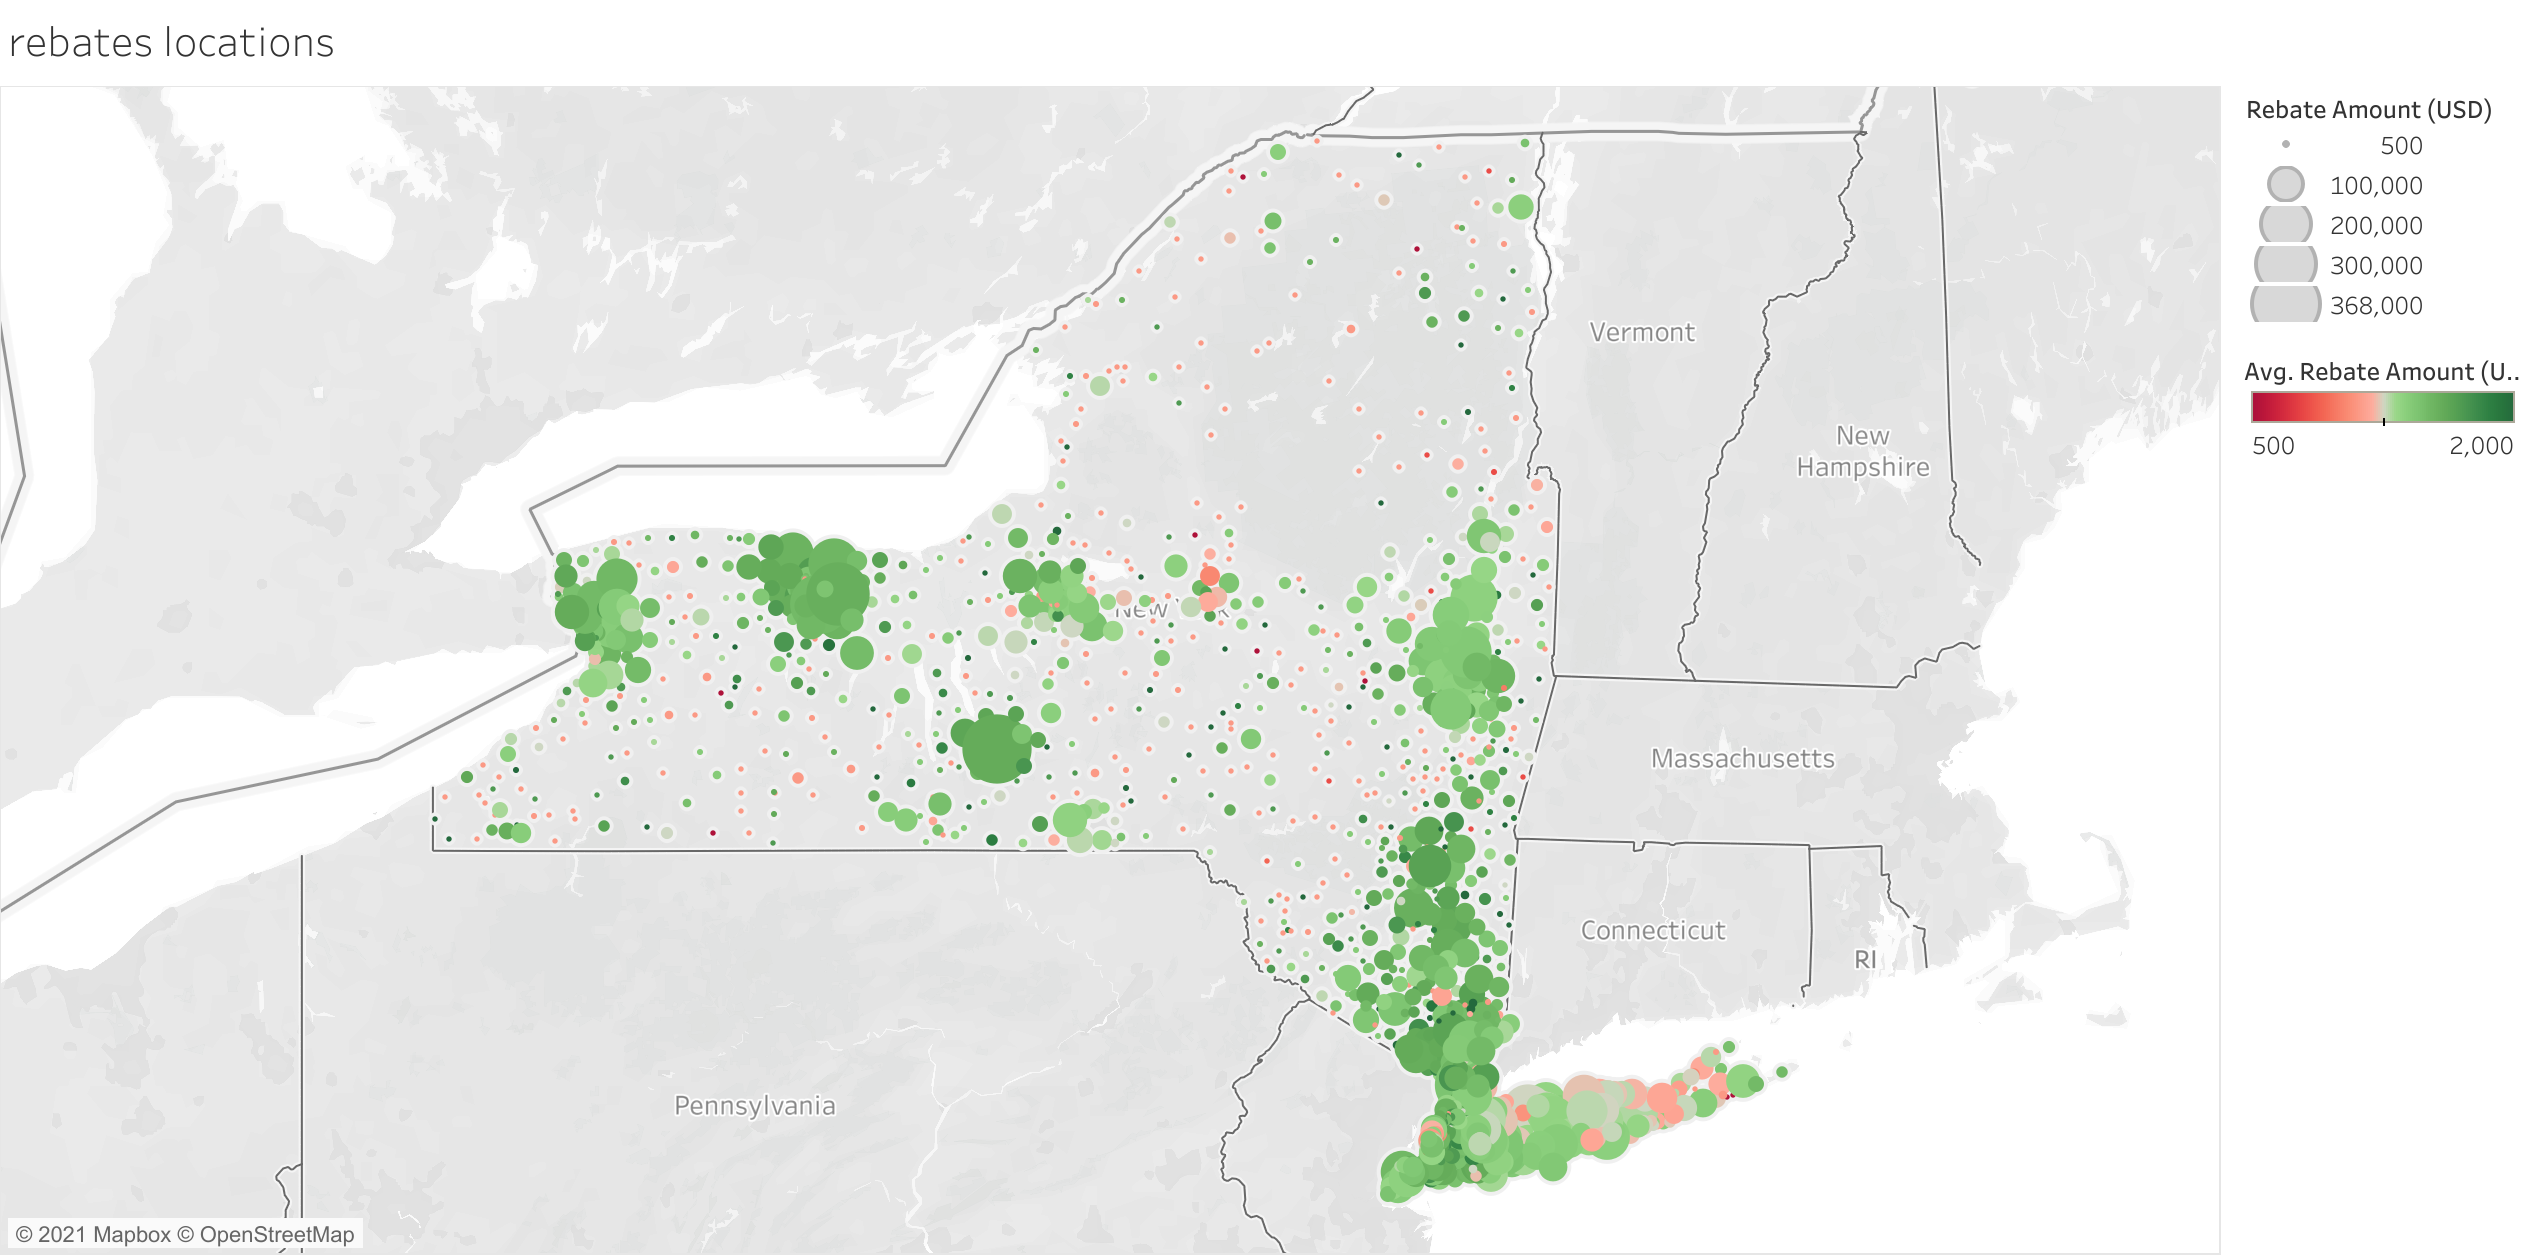 rebates locations
Rebate Amount (USD)
500
100,000
200,000
300,000
368,000
Avg. Rebate Amount (U..
500 2,000
Vermont
New
Hampshire
New k
Massachusetts
Connecticut
RI
Pennsylvania
© 2021 Mapbox © OpenStreetMap